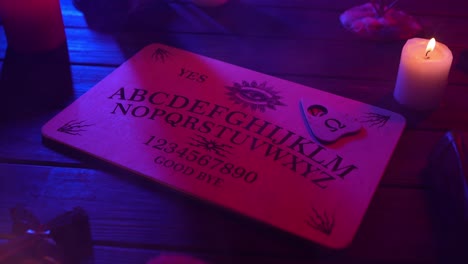 YES
ABCDEFGHIJKLM
NOPQRSTUVWXYZ
1234567890
GOOD BYE